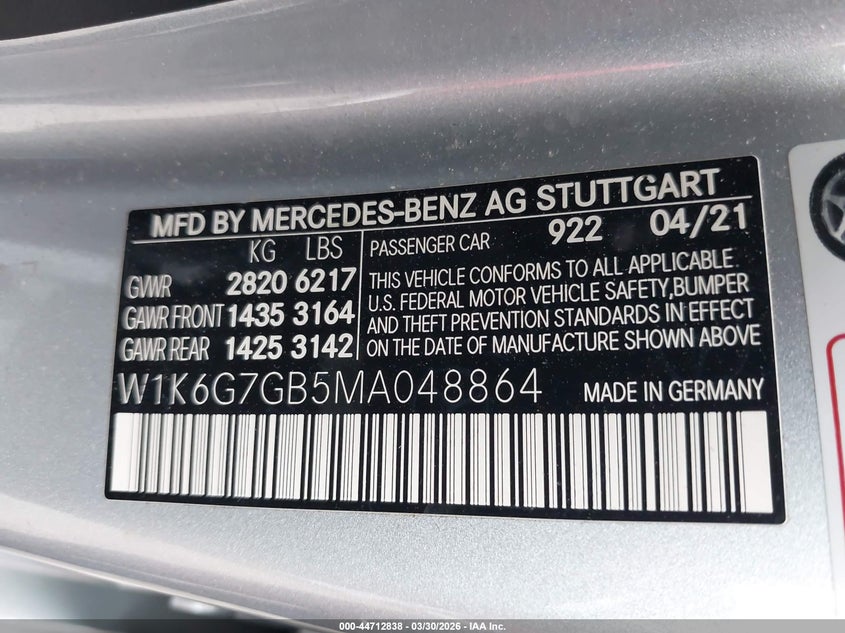 MFD BY MERCEDES-BENZ AG STUTTGART
KG LBS
GVWR 2820 6217
GAWR FRONT 1435 3164
GAWR REAR 1425 3142
PASSENGER CAR 922 04/21
THIS VEHICLE CONFORMS TO ALL APPLICABLE
U.S. FEDERAL MOTOR VEHICLE SAFETY,BUMPER
AND THEFT PREVENTION STANDARDS IN EFFECT
ON THE DATE OF MANUFACTURE SHOWN ABOVE
W1K6G7GB5MA048864 MADE IN GERMANY
000-44712838 - 03/30/2026 - IAA Inc.